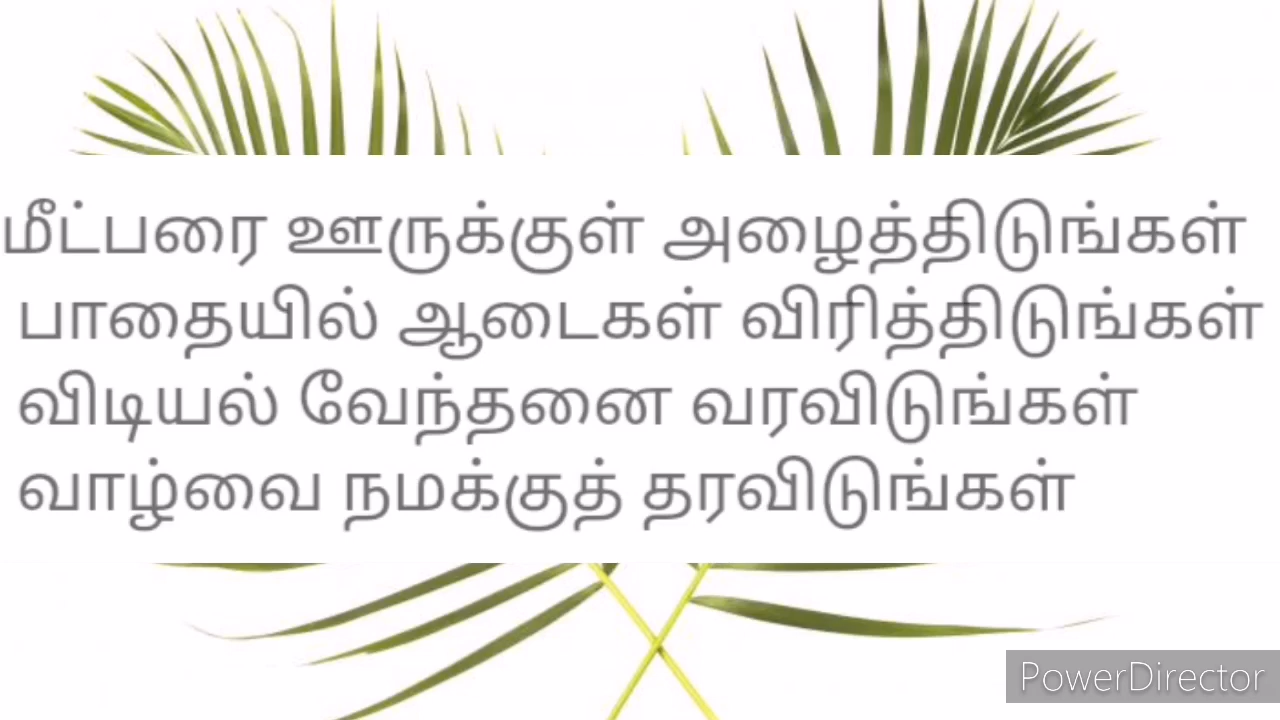 மீட்பரை ஊருக்குள் அழைத்திடுங்கள்
பாதையில் ஆடைகள் விரித்திடுங்கள்
விடியல் வேந்தனை வரவிடுங்கள்
வாழ்வை நமக்குத் தரவிடுங்கள்
PowerDirector